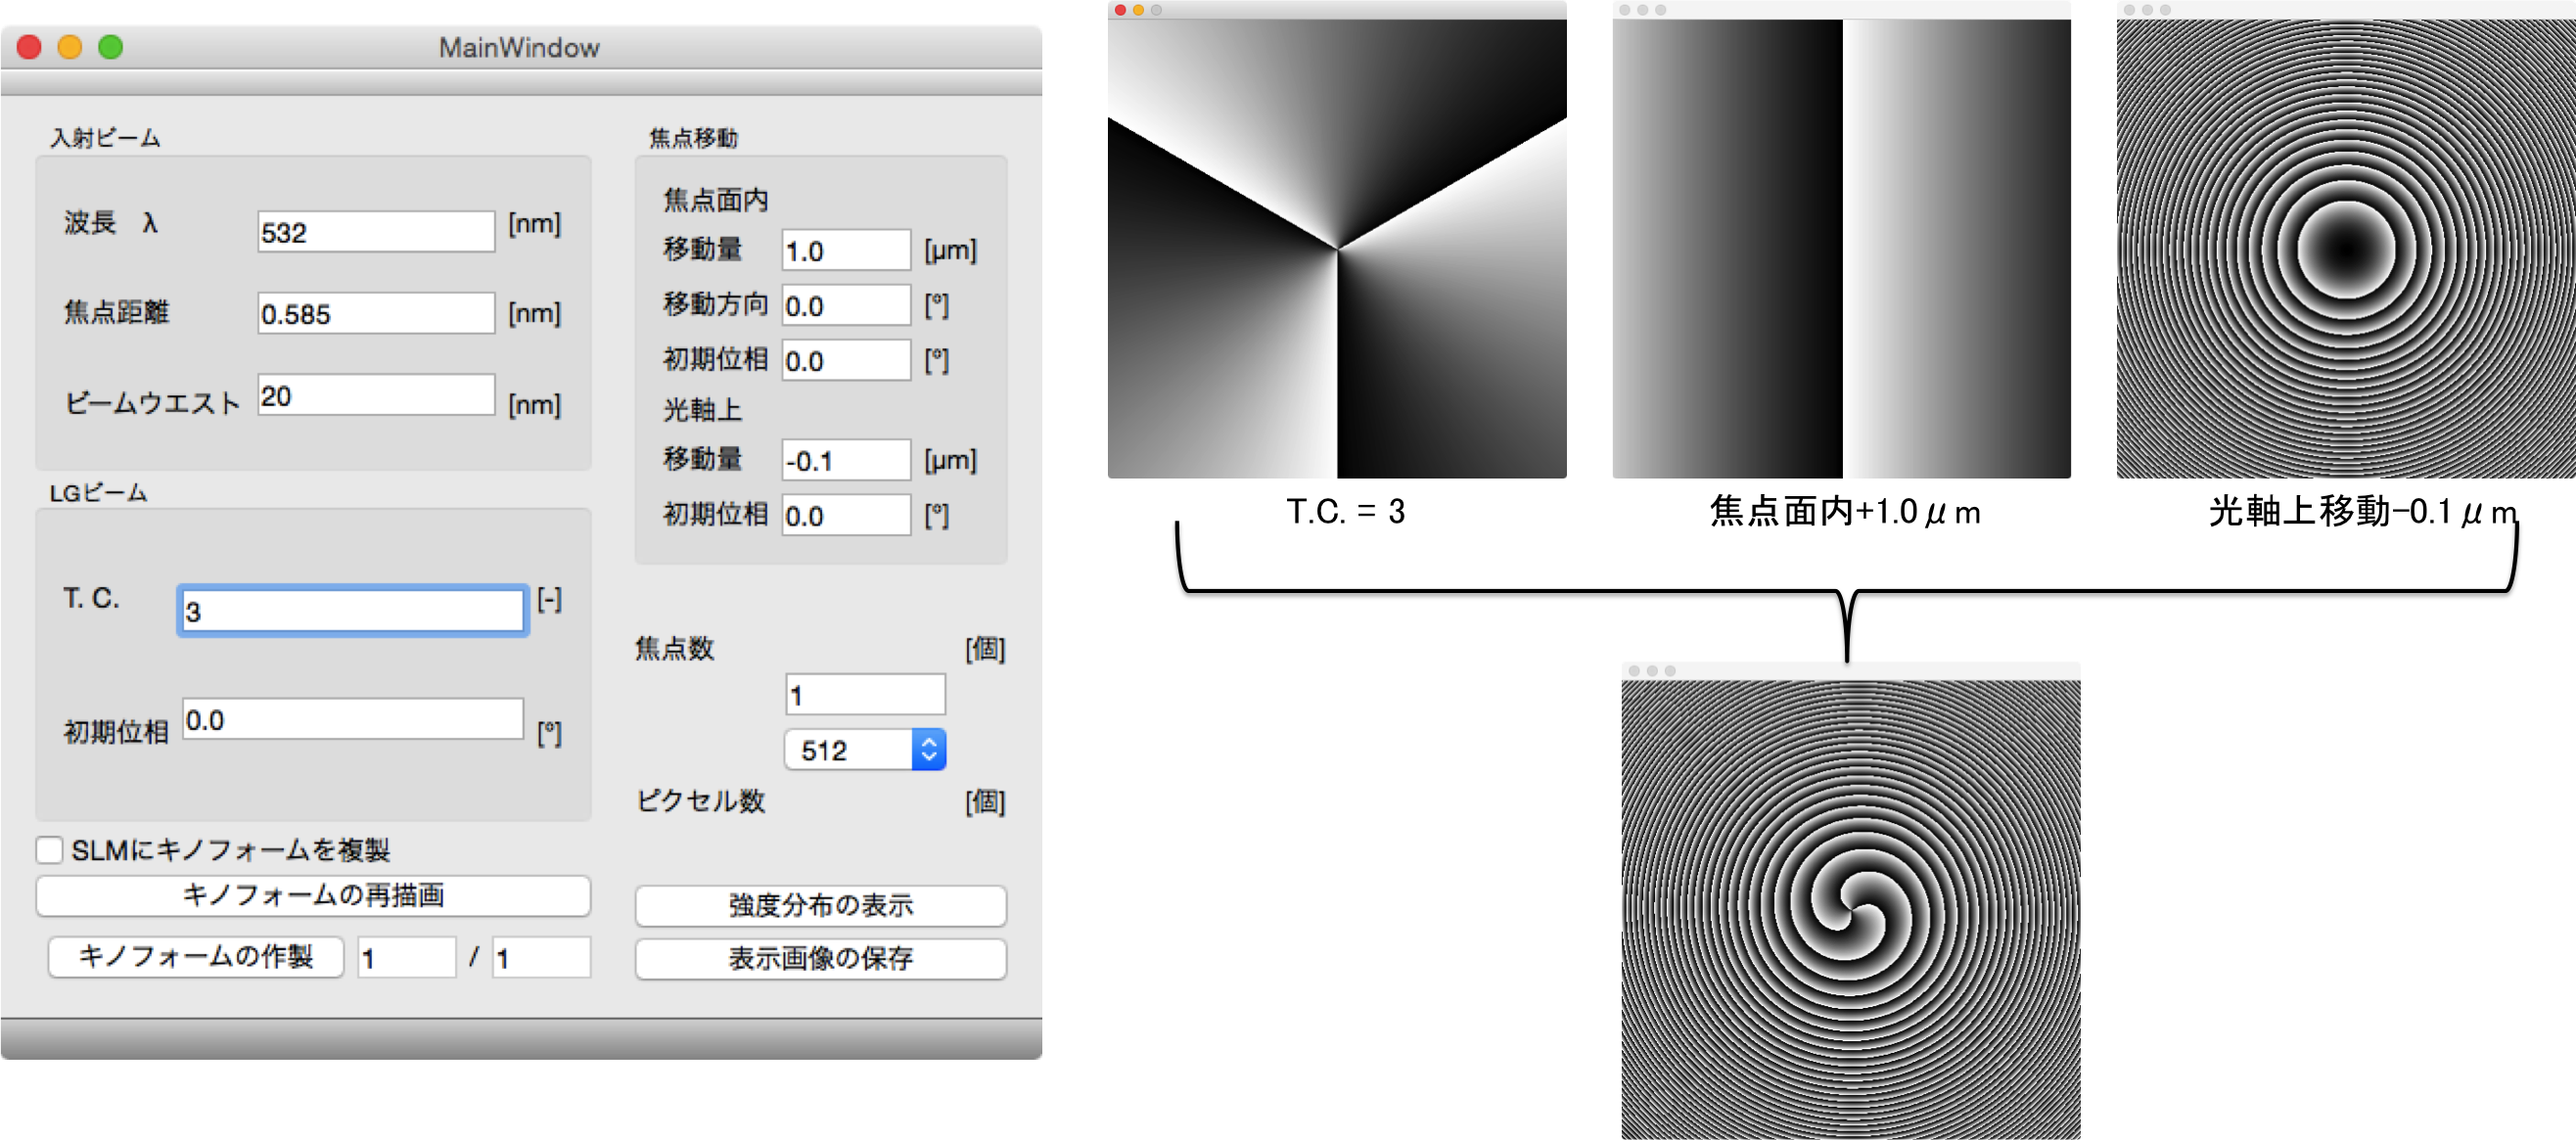 MainWindow
入射ビーム
波長 λ 532 [nm]
焦点距離 0.585 [nm]
ビームウエスト 20 [nm]
LGビーム
T. C. 3 [-]
初期位相 0.0 [°]
SLMにキノフォームを複製
キノフォームの再描画
キノフォームの作製 1 / 1
焦点移動
焦点面内
移動量 1.0 [μm]
移動方向 0.0 [°]
初期位相 0.0 [°]
光軸上
移動量 -0.1 [μm]
初期位相 0.0 [°]
焦点数 [個]
1
512
ピクセル数 [個]
強度分布の表示
表示画像の保存
T.C. = 3
焦点面内+1.0μm
光軸上移動-0.1μm